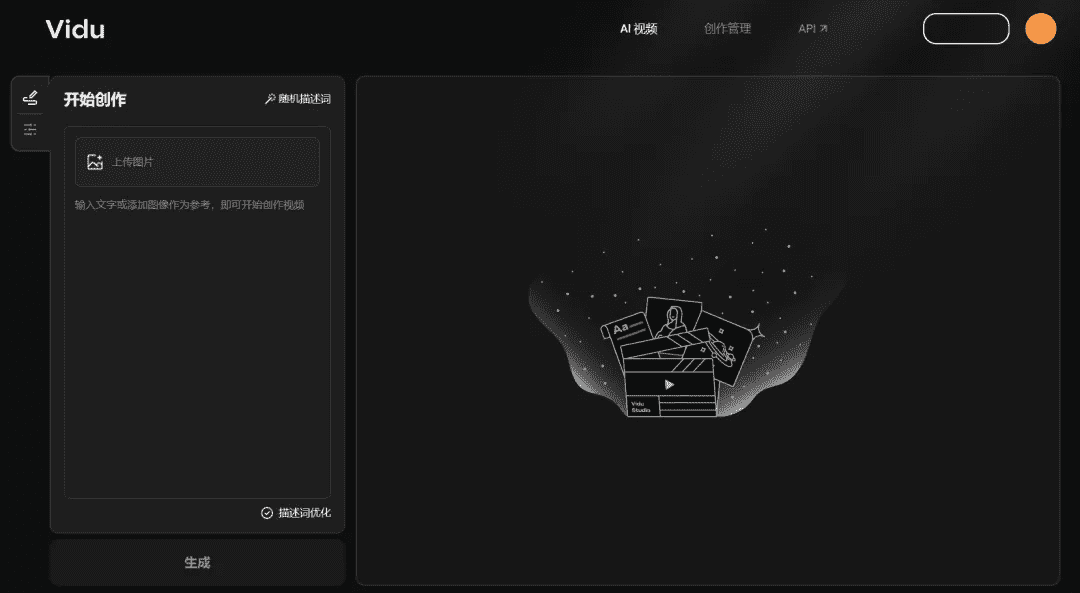 Vidu
AI 视频
创作管理
API
开始创作
随机描述词
上传图片
输入文字或添加图像作为参考，即可开始创作视频
Aa
Vidu
Studio
描述词优化
生成